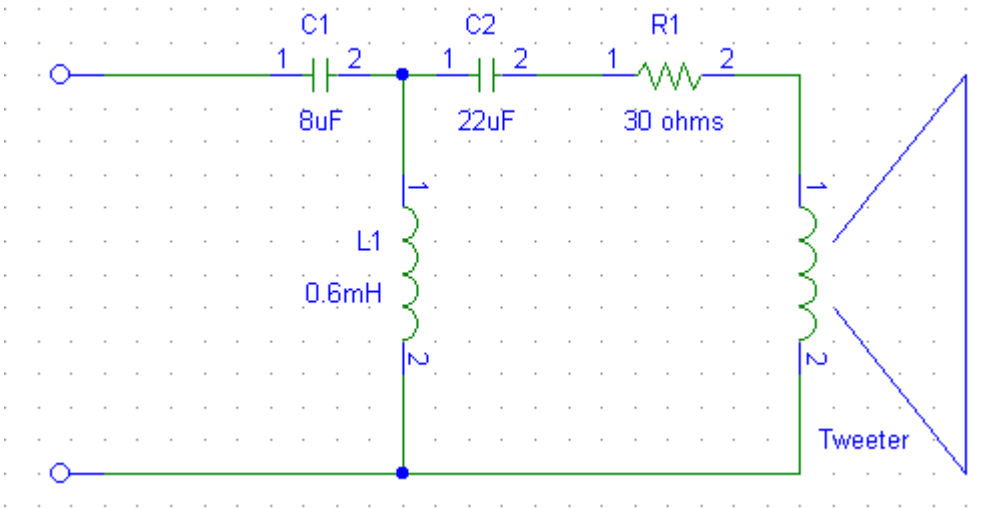 C1 C2 R1
1 2 1 2 1 2
8uF 22uF 30 ohms
1 1
L1
0.6mH
2 2
Tweeter